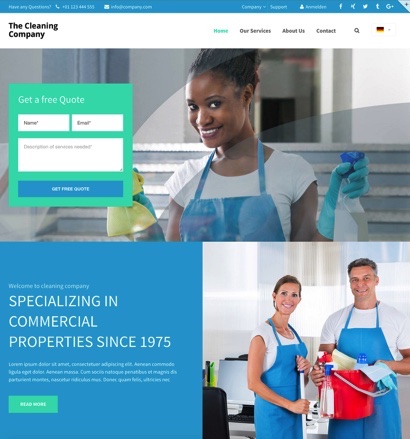 Have any Questions? +01 123 444 555 info@company.com Company Support Anmelden
The Cleaning
Company
Home Our Services About Us Contact
Get a free Quote
Name* Email*
Description of services needed*
GET FREE QUOTE
Welcome to cleaning company
SPECIALIZING IN
COMMERCIAL
PROPERTIES SINCE 1975
Lorem ipsum dolor sit amet, consectetuer adipiscing elit. Aenean commodo ligula
eget dolor. Aenean massa. Cum sociis natoque penatibus et magnis dis
parturient montes, nascetur ridiculus mus. Donec quam felis, ultricies nec
READ MORE